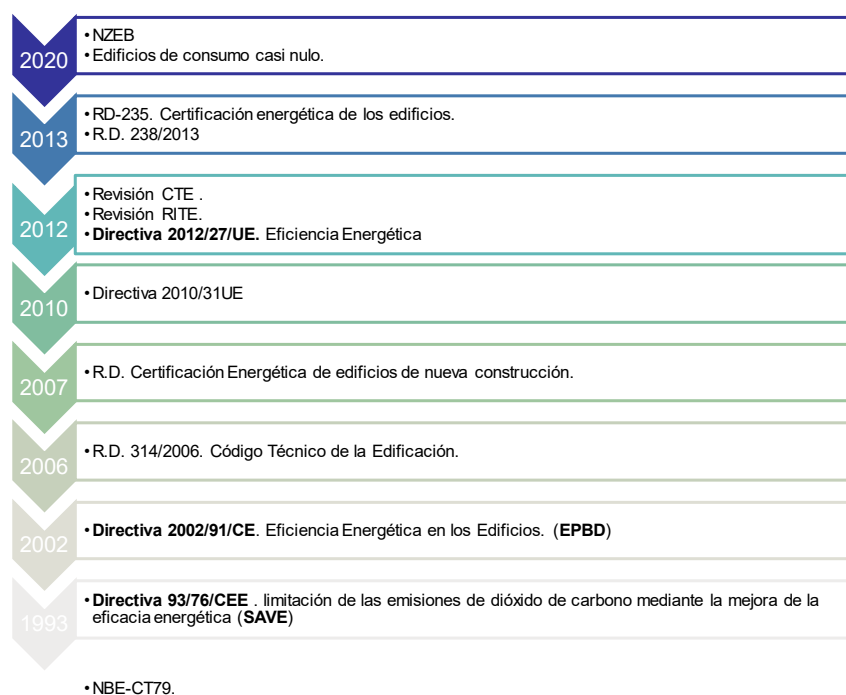 2020
•NZEB
•Edificios de consumo casi nulo.
2013
•RD-235. Certificación energética de los edificios.
•R.D. 238/2013
2012
•Revisión CTE .
•Revisión RITE.
•Directiva 2012/27/UE. Eficiencia Energética
2010
•Directiva 2010/31UE
2007
•R.D. Certificación Energética de edificios de nueva construcción.
2006
•R.D. 314/2006. Código Técnico de la Edificación.
2002
•Directiva 2002/91/CE. Eficiencia Energética en los Edificios. (EPBD)
1993
•Directiva 93/76/CEE . limitación de las emisiones de dióxido de carbono mediante la mejora de la
eficacia energética (SAVE)
•NBE-CT79.